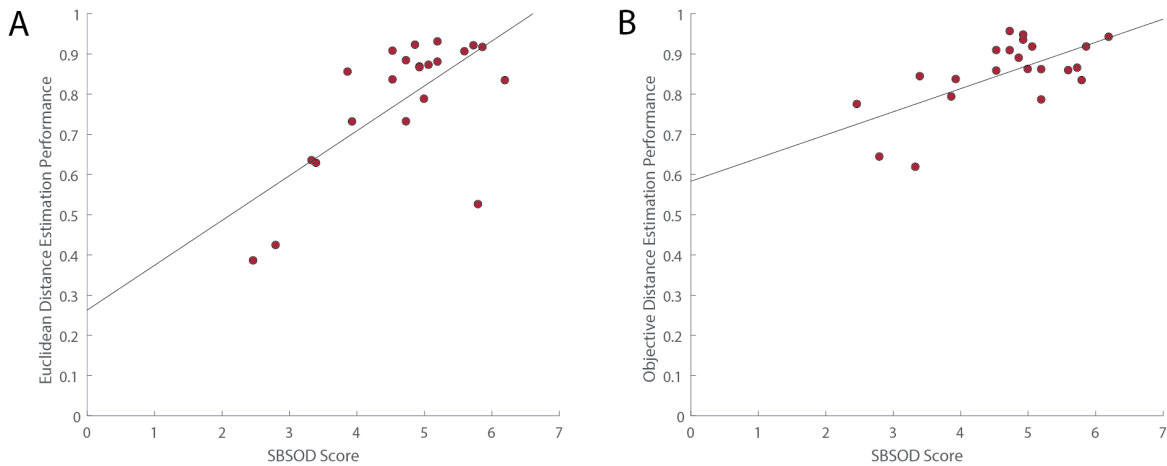 A
Euclidean Distance Estimation Performance
1
0.9
0.8
0.7
0.6
0.5
0.4
0.3
0.2
0.1
0
0 1 2 3 4 5 6 7
SBSOD Score
B
Objective Distance Estimation Performance
1
0.9
0.8
0.7
0.6
0.5
0.4
0.3
0.2
0.1
0
0 1 2 3 4 5 6 7
SBSOD Score